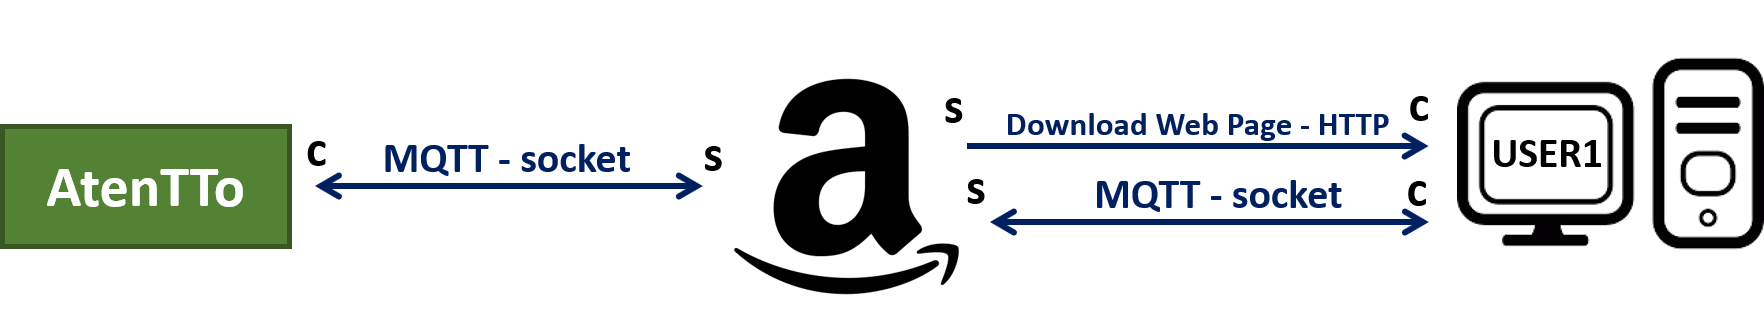 AtenTTo
c
MQTT - socket
s
a
s
Download Web Page - HTTP
c
s
MQTT - socket
c
USER1